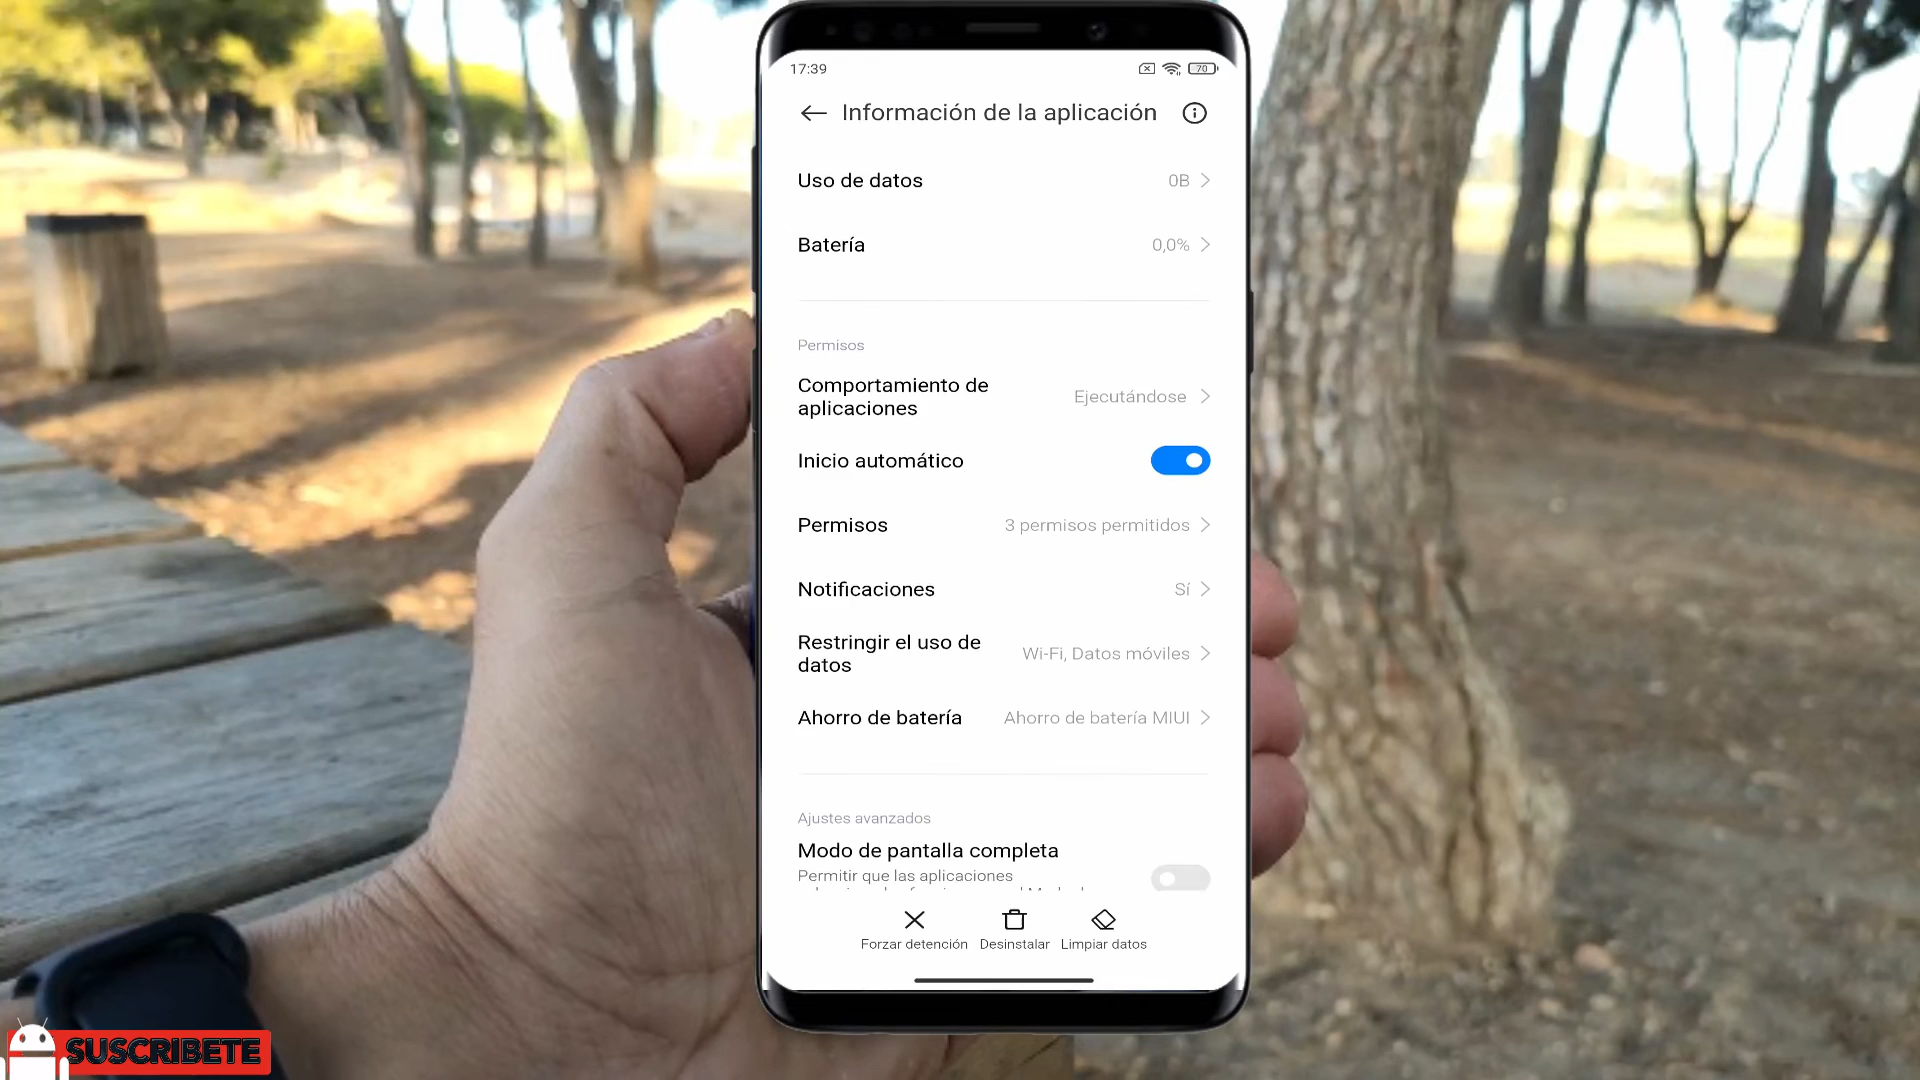 17:39
70
Información de la aplicación
Uso de datos 0B
Batería 0,0%
Permisos
Comportamiento de
aplicaciones
Ejecutándose
Inicio automático
Permisos 3 permisos permitidos
Notificaciones Sí
Restringir el uso de
datos
Wi-Fi, Datos móviles
Ahorro de batería Ahorro de batería MIUI
Ajustes avanzados
Modo de pantalla completa
Permitir que las aplicaciones
Forzar detención Desinstalar Limpiar datos
SUSCRIBETE